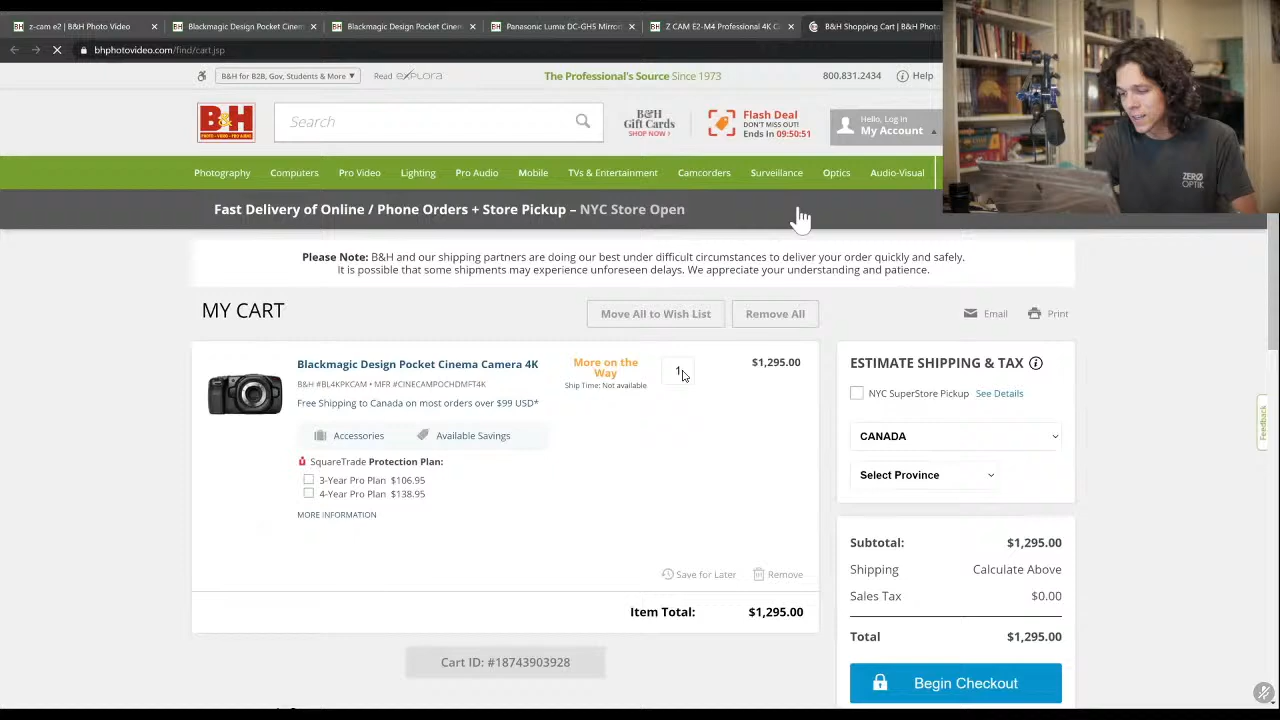 z-cam e2 | B&H Photo Video
Blackmagic Design Pocket Cinem
Blackmagic Design Pocket Cinem
Panasonic Lumix DC-GH5 Mirrorl
Z CAM E2-M4 Professional 4K Ci
B&H Shopping Cart | B&H Photo
bhphotovideo.com/find/cart.jsp
B&H for B2B, Gov, Students & More
Read explora
The Professional's Source Since 1973
800.831.2434
Help
B&H
PHOTO - VIDEO - PRO AUDIO
Search
B&H
Gift Cards
SHOP NOW
Flash Deal
DON'T MISS OUT!
Ends In 09:50:51
Hello, Log In
My Account
ZERØ
OPTIK
Photography Computers Pro Video Lighting Pro Audio Mobile TVs & Entertainment Camcorders Surveillance Optics Audio-Visual
Fast Delivery of Online / Phone Orders + Store Pickup – NYC Store Open
Please Note: B&H and our shipping partners are doing our best under difficult circumstances to deliver your order quickly and safely.
It is possible that some shipments may experience unforeseen delays. We appreciate your understanding and patience.
MY CART
Move All to Wish List
Remove All
Email
Print
Blackmagic Design Pocket Cinema Camera 4K
B&H #BL4KPKCAM • MFR #CINECAMPOCHDMFT4K
Free Shipping to Canada on most orders over $99 USD*
More on the
Way
Ship Time: Not available
1
$1,295.00
Accessories
Available Savings
SquareTrade Protection Plan:
3-Year Pro Plan $106.95
4-Year Pro Plan $138.95
MORE INFORMATION
Save for Later
Remove
Item Total: $1,295.00
Cart ID: #18743903928
ESTIMATE SHIPPING & TAX
NYC SuperStore Pickup See Details
CANADA
Select Province
Subtotal: $1,295.00
Shipping Calculate Above
Sales Tax $0.00
Total $1,295.00
Begin Checkout
Feedback